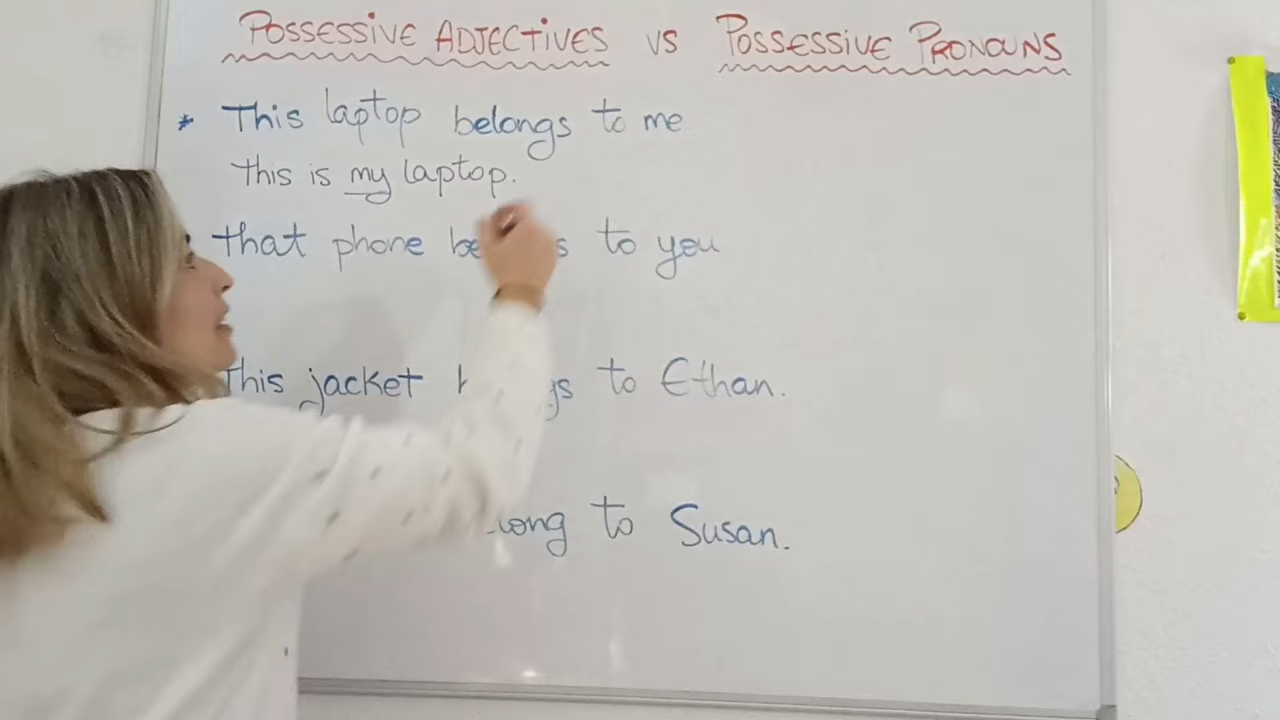 POSSESSIVE ADJECTIVES VS POSSESSIVE PRONOUNS
* This laptop belongs to me
this is my laptop.
that phone to you
this jacket to Ethan.
to Susan.